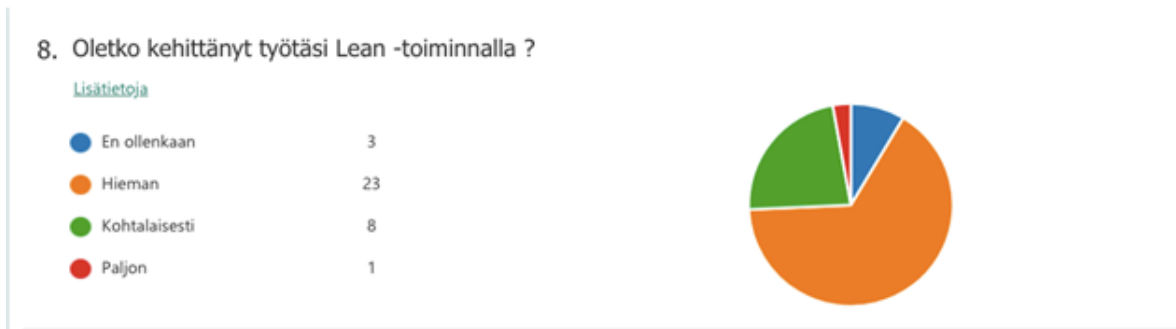 8. Oletko kehittänyt työtäsi Lean -toiminnalla ?
Lisätietoja
En ollenkaan 3
Hieman 23
Kohtalaisesti 8
Paljon 1